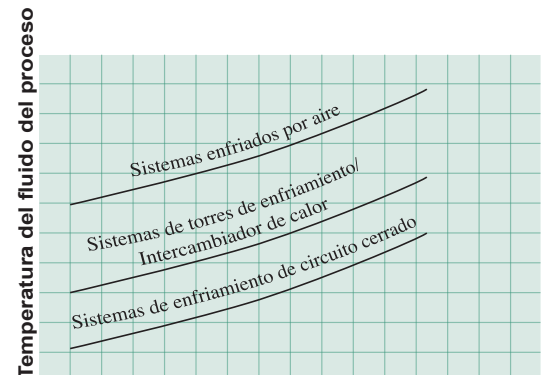 Temperatura del fluido del proceso
Sistemas enfriados por aire
Sistemas de torres de enfriamiento/
Intercambiador de calor
Sistemas de enfriamiento de circuito cerrado